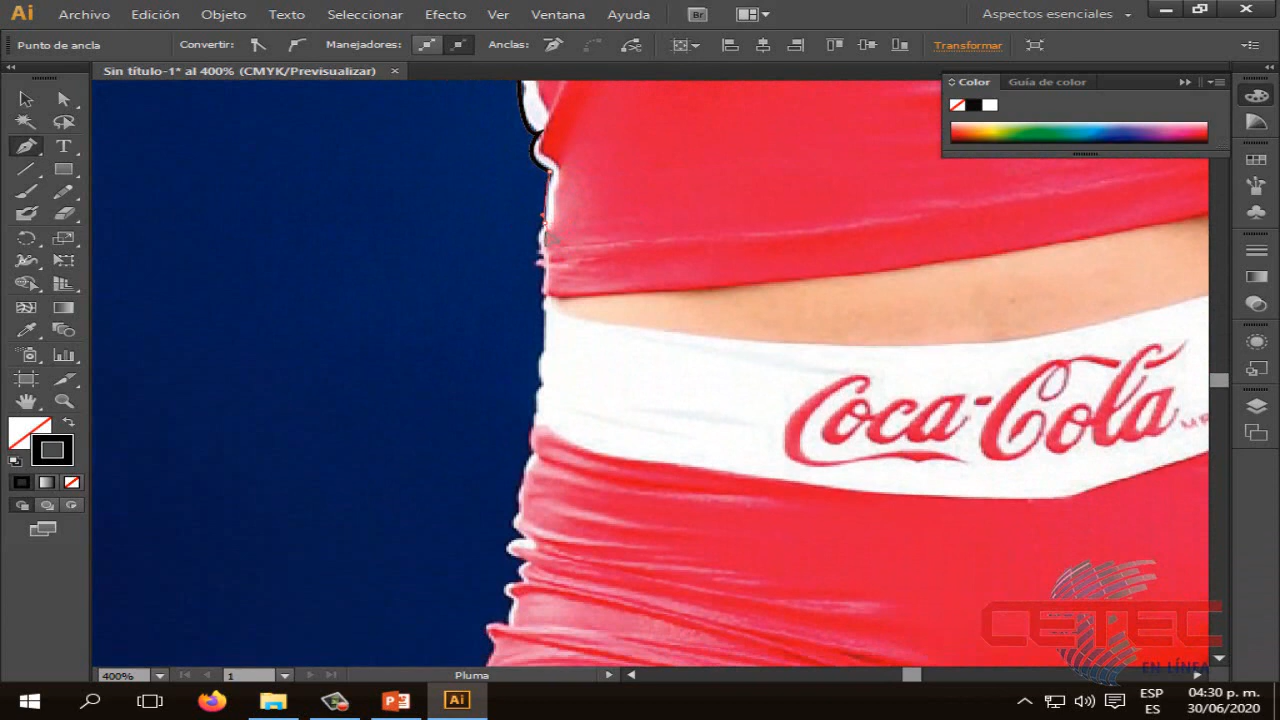 Ai Archivo Edición Objeto Texto Seleccionar Efecto Ver Ventana Ayuda Br Aspectos esenciales
Punto de ancla Convertir: Manejadores: Anclas: Transformar
Sin título-1* al 400% (CMYK/Previsualizar) ×
Color Guía de color
Coca-Cola
CETEC
EN LÍNEA
400% 1 Pluma
Ai ESP 04:30 p. m.
ES 30/06/2020